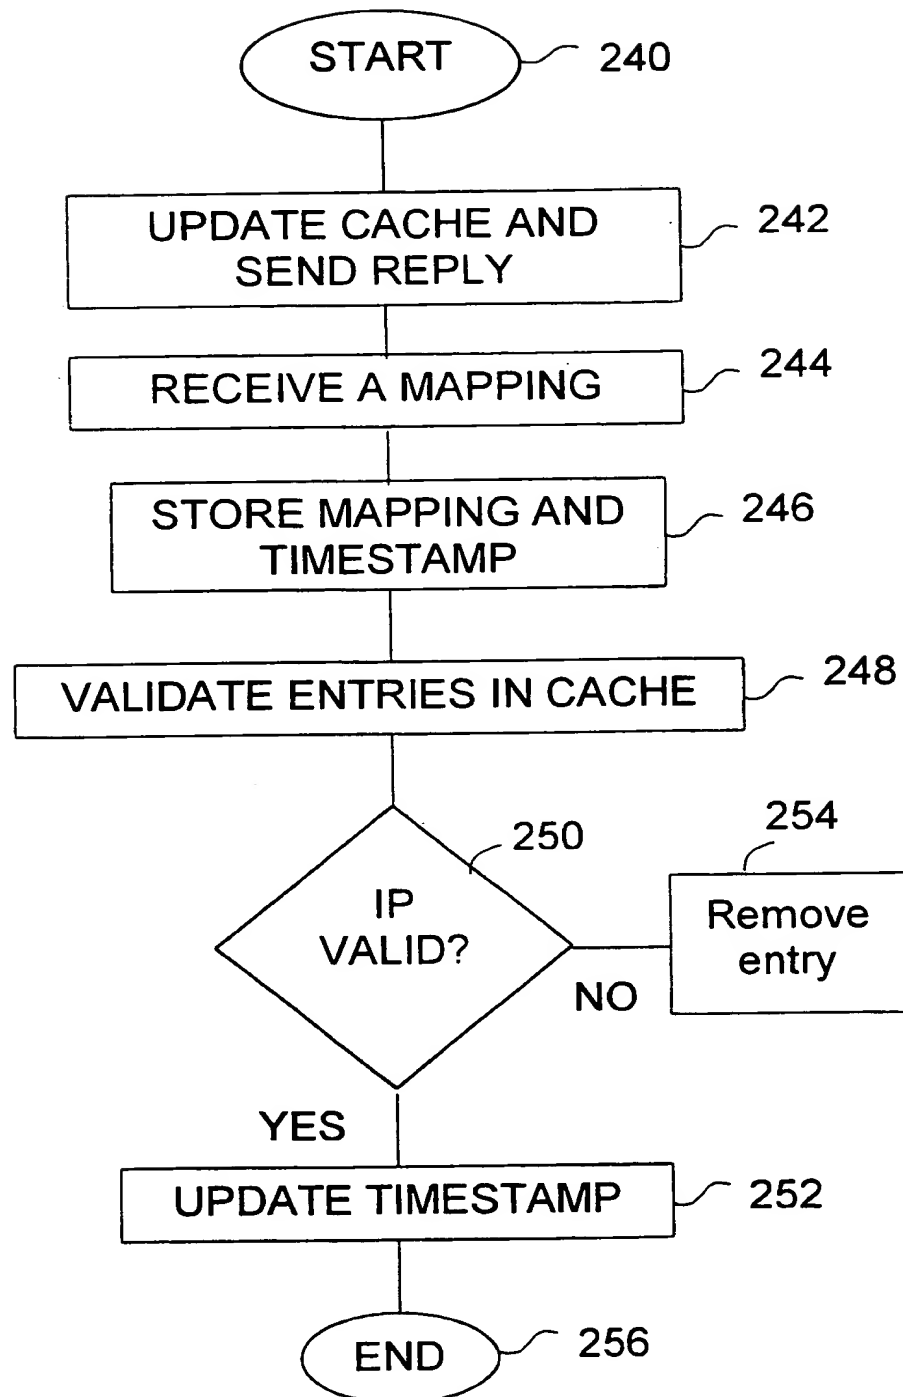 START
240
UPDATE CACHE AND
SEND REPLY
242
RECEIVE A MAPPING
244
STORE MAPPING AND
TIMESTAMP
246
VALIDATE ENTRIES IN CACHE
248
250
IP
VALID?
254
Remove
entry
NO
YES
UPDATE TIMESTAMP
252
END
256